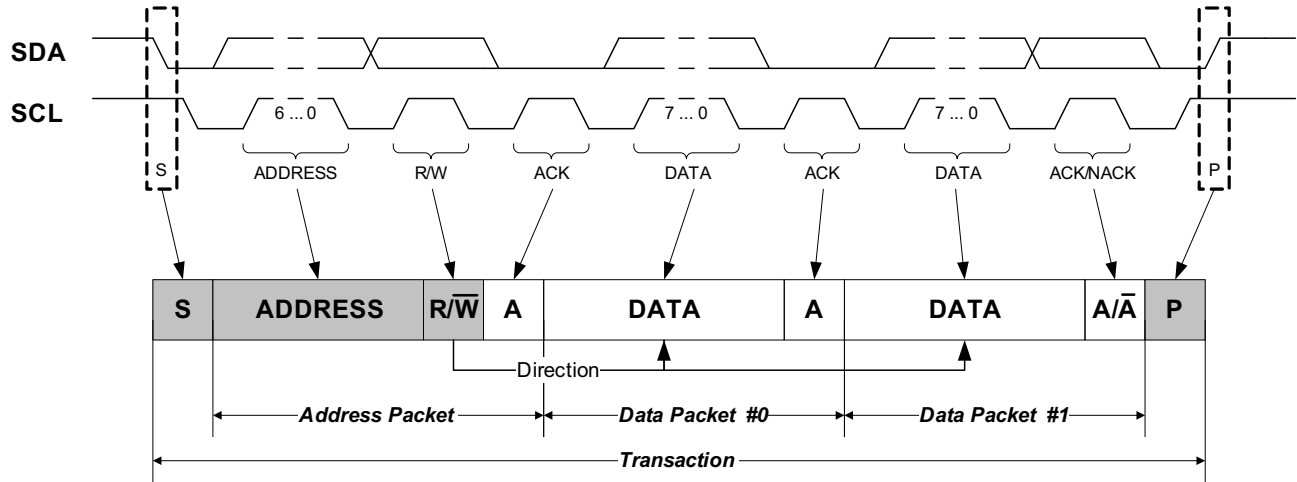 SDA
SCL
6 ... 0
7 ... 0
7 ... 0
S
ADDRESS
R/W
ACK
DATA
ACK
DATA
ACK/NACK
P
S
ADDRESS
R/W̅
A
DATA
A
DATA
A/A̅
P
Direction
Address Packet
Data Packet #0
Data Packet #1
Transaction